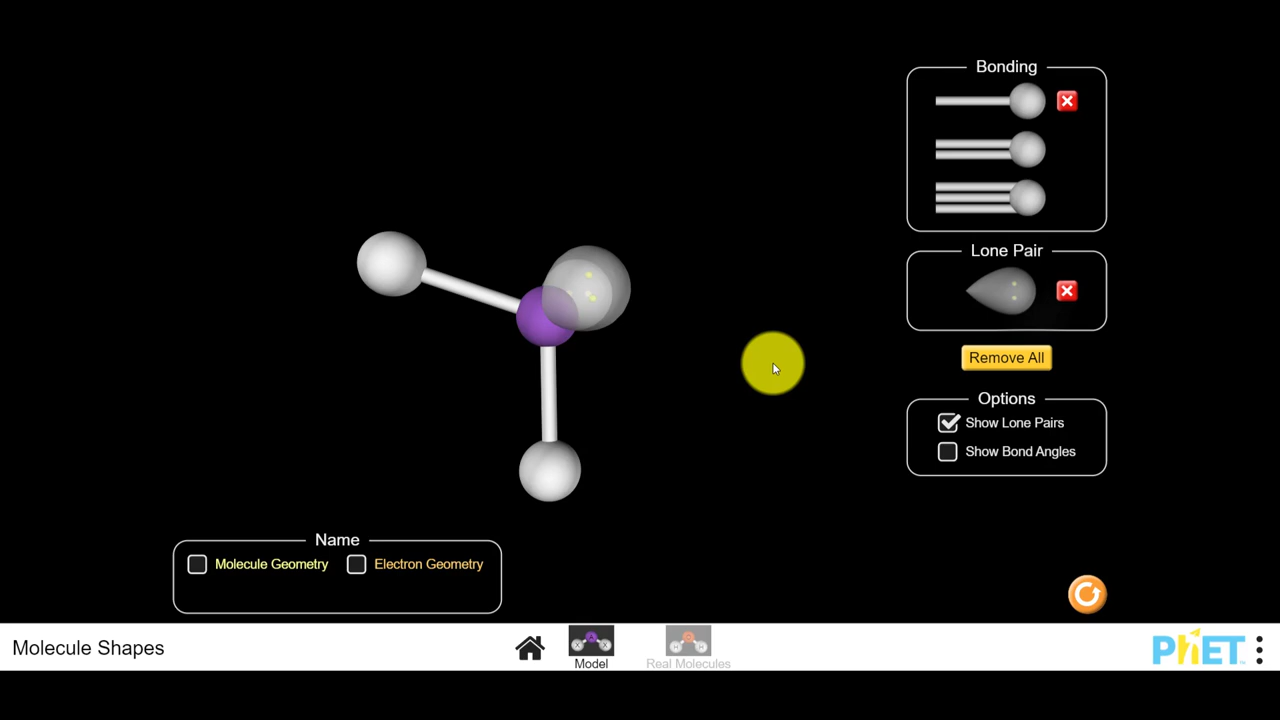 Bonding
Lone Pair
Remove All
Options
Show Lone Pairs
Show Bond Angles
Name
Molecule Geometry
Electron Geometry
Molecule Shapes
Model
Real Molecules
PhET